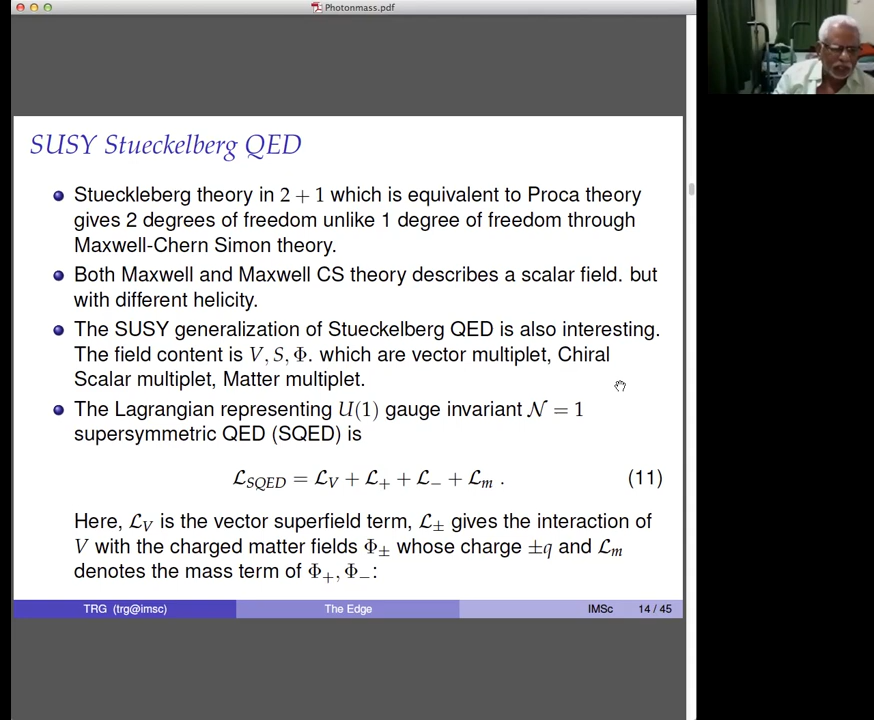 Photonmass.pdf
SUSY Stueckelberg QED
Stueckleberg theory in 2 + 1 which is equivalent to Proca theory
gives 2 degrees of freedom unlike 1 degree of freedom through
Maxwell-Chern Simon theory.
Both Maxwell and Maxwell CS theory describes a scalar field. but
with different helicity.
The SUSY generalization of Stueckelberg QED is also interesting.
The field content is V, S, Φ. which are vector multiplet, Chiral
Scalar multiplet, Matter multiplet.
The Lagrangian representing U(1) gauge invariant 𝒩 = 1
supersymmetric QED (SQED) is
ℒ_SQED = ℒ_V + ℒ_+ + ℒ_− + ℒ_m . (11)
Here, ℒ_V is the vector superfield term, ℒ_± gives the interaction of
V with the charged matter fields Φ_± whose charge ±q and ℒ_m
denotes the mass term of Φ_+, Φ_−:
TRG (trg@imsc) The Edge IMSc 14 / 45